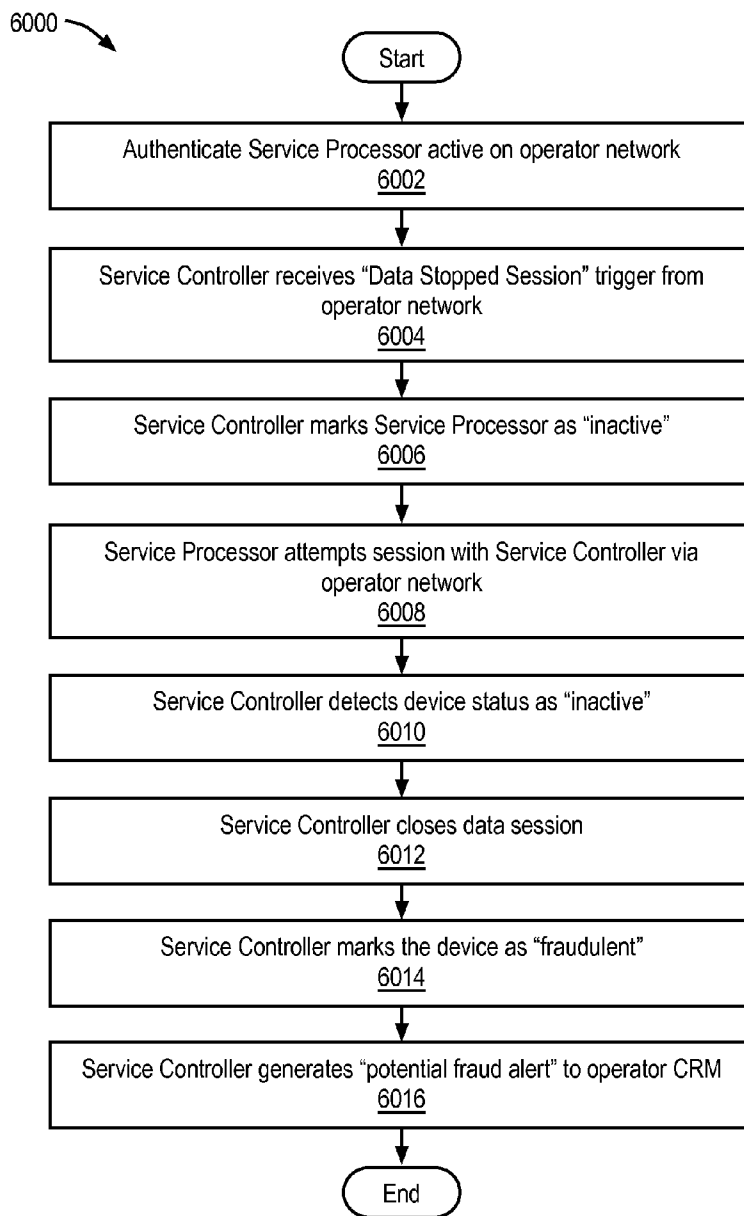 6000
Start
Authenticate Service Processor active on operator network
6002
Service Controller receives “Data Stopped Session” trigger from
operator network
6004
Service Controller marks Service Processor as “inactive”
6006
Service Processor attempts session with Service Controller via
operator network
6008
Service Controller detects device status as “inactive”
6010
Service Controller closes data session
6012
Service Controller marks the device as “fraudulent”
6014
Service Controller generates “potential fraud alert” to operator CRM
6016
End